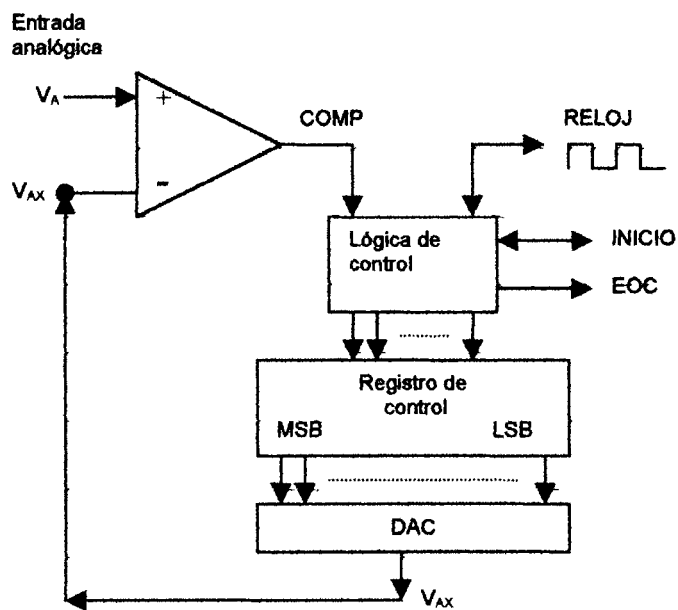 Entrada
analógica
VA
+
COMP
RELOJ
VAX
-
Lógica de
control
INICIO
EOC
Registro de
control
MSB
LSB
DAC
VAX